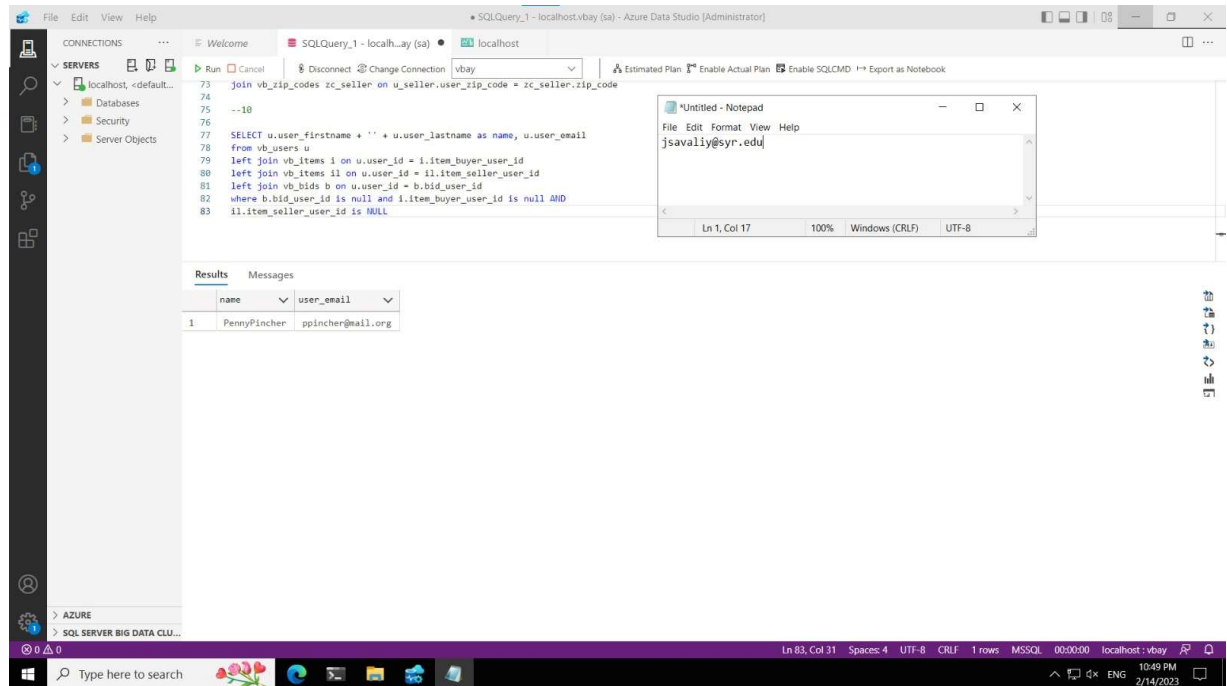 File Edit View Help
● SQLQuery_1 - localhost.vbay (sa) - Azure Data Studio [Administrator]
CONNECTIONS ...
Welcome
SQLQuery_1 - localh...ay (sa) ●
localhost
SERVERS
Run Cancel Disconnect Change Connection vbay Estimated Plan Enable Actual Plan Enable SQLCMD Export as Notebook
localhost, <default...
Databases
Security
Server Objects
73 join vb_zip_codes zc_seller on u_seller.user_zip_code = zc_seller.zip_code
74
75 --10
76
77 SELECT u.user_firstname + '' + u.user_lastname as name, u.user_email
78 from vb_users u
79 left join vb_items i on u.user_id = i.item_buyer_user_id
80 left join vb_items il on u.user_id = il.item_seller_user_id
81 left join vb_bids b on u.user_id = b.bid_user_id
82 where b.bid_user_id is null and i.item_buyer_user_id is null AND
83 il.item_seller_user_id is NULL
*Untitled - Notepad
File Edit Format View Help
jsavaliy@syr.edu
Ln 1, Col 17 100% Windows (CRLF) UTF-8
Results Messages
name user_email
1 PennyPincher ppincher@mail.org
AZURE
SQL SERVER BIG DATA CLU...
0 0
Ln 83, Col 31 Spaces: 4 UTF-8 CRLF 1 rows MSSQL 00:00:00 localhost : vbay
Type here to search
ENG
10:49 PM
2/14/2023